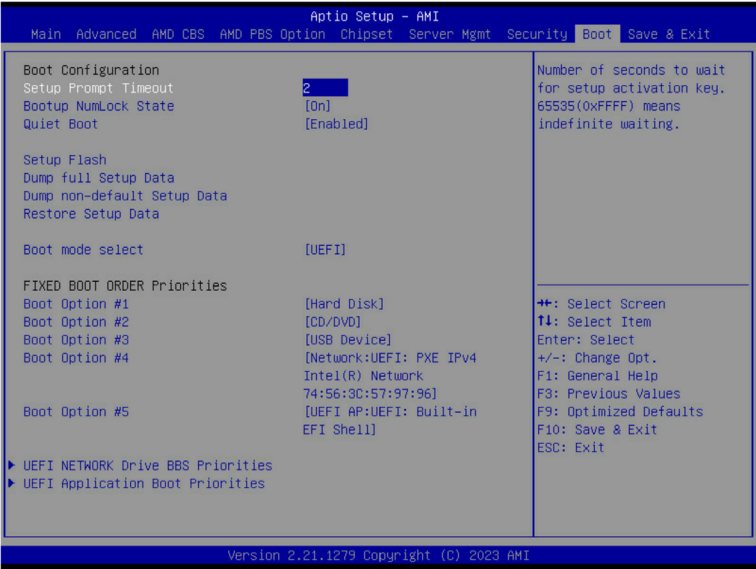 Aptio Setup - AMI
Main Advanced AMD CBS AMD PBS Option Chipset Server Mgmt Security Boot Save & Exit
Boot Configuration
Setup Prompt Timeout 2
Bootup NumLock State [On]
Quiet Boot [Enabled]
Setup Flash
Dump full Setup Data
Dump non-default Setup Data
Restore Setup Data
Boot mode select [UEFI]
FIXED BOOT ORDER Priorities
Boot Option #1 [Hard Disk]
Boot Option #2 [CD/DVD]
Boot Option #3 [USB Device]
Boot Option #4 [Network:UEFI: PXE IPv4
Intel(R) Network
74:56:3C:57:97:96]
Boot Option #5 [UEFI AP:UEFI: Built-in
EFI Shell]
UEFI NETWORK Drive BBS Priorities
UEFI Application Boot Priorities
Number of seconds to wait
for setup activation key.
65535(0xFFFF) means
indefinite waiting.
→←: Select Screen
↑↓: Select Item
Enter: Select
+/-: Change Opt.
F1: General Help
F3: Previous Values
F9: Optimized Defaults
F10: Save & Exit
ESC: Exit
Version 2.21.1279 Copyright (C) 2023 AMI